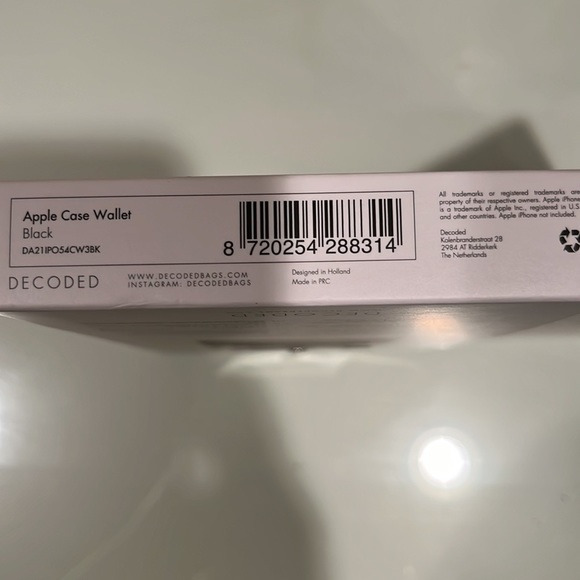 Apple Case Wallet
Black
DA21IPO54CW3BK
8 720254 288314
DECODED
WWW.DECODEDBAGS.COM
INSTAGRAM: DECODEDBAGS
Designed in Holland
Made in PRC
All trademarks or registered trademarks are
property of their respective owners. Apple iPhone
is a trademark of Apple Inc., registered in U.S.
and other countries. Apple iPhone not included.
Decoded
Kolenbranderstraat 28
2984 AT Ridderkerk
The Netherlands